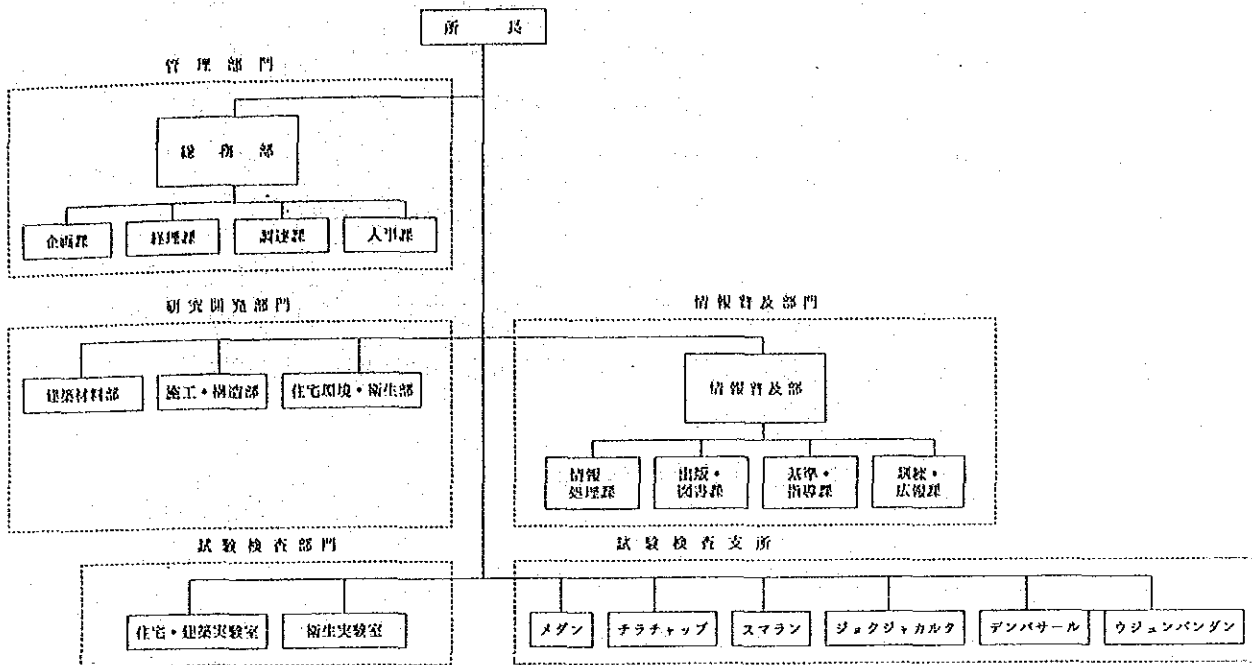 所長
管理部門
総務部
企画課
経理課
調達課
人事課
研究開発部門
情報普及部門
建築材料部
施工・構造部
住宅環境・衛生部
情報普及部
情報
処理課
出版・
図書課
基準・
指導課
訓練・
広報課
試験検査部門
試験検査支所
住宅・建築実験室
衛生実験室
メダン
チラチャップ
スマラン
ジョクジャカルタ
デンパサール
ウジュンパンダン